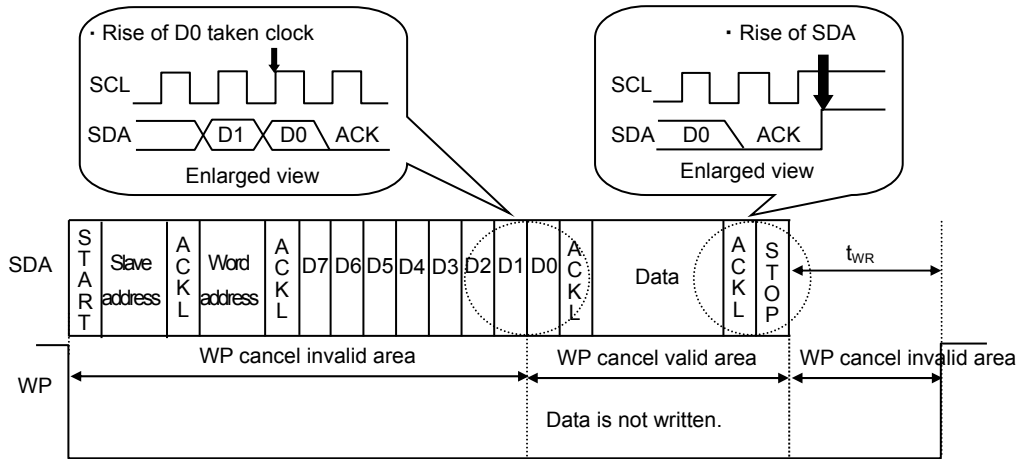 ・Rise of D0 taken clock
SCL
SDA D1 D0 ACK
Enlarged view
・Rise of SDA
SCL
SDA D0 ACK
Enlarged view
SDA START Slave address ACKL Word address ACKL D7 D6 D5 D4 D3 D2 D1 D0 ACKL Data ACKL STOP tWR
WP cancel invalid area WP cancel valid area WP cancel invalid area
WP
Data is not written.